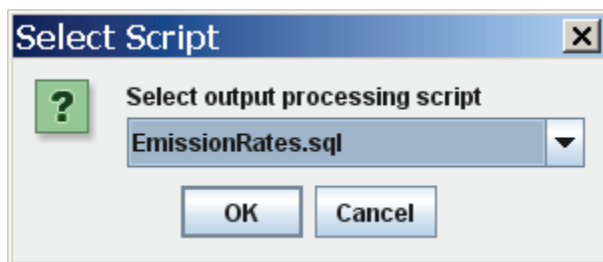 Select Script
?
Select output processing script
EmissionRates.sql
OK
Cancel